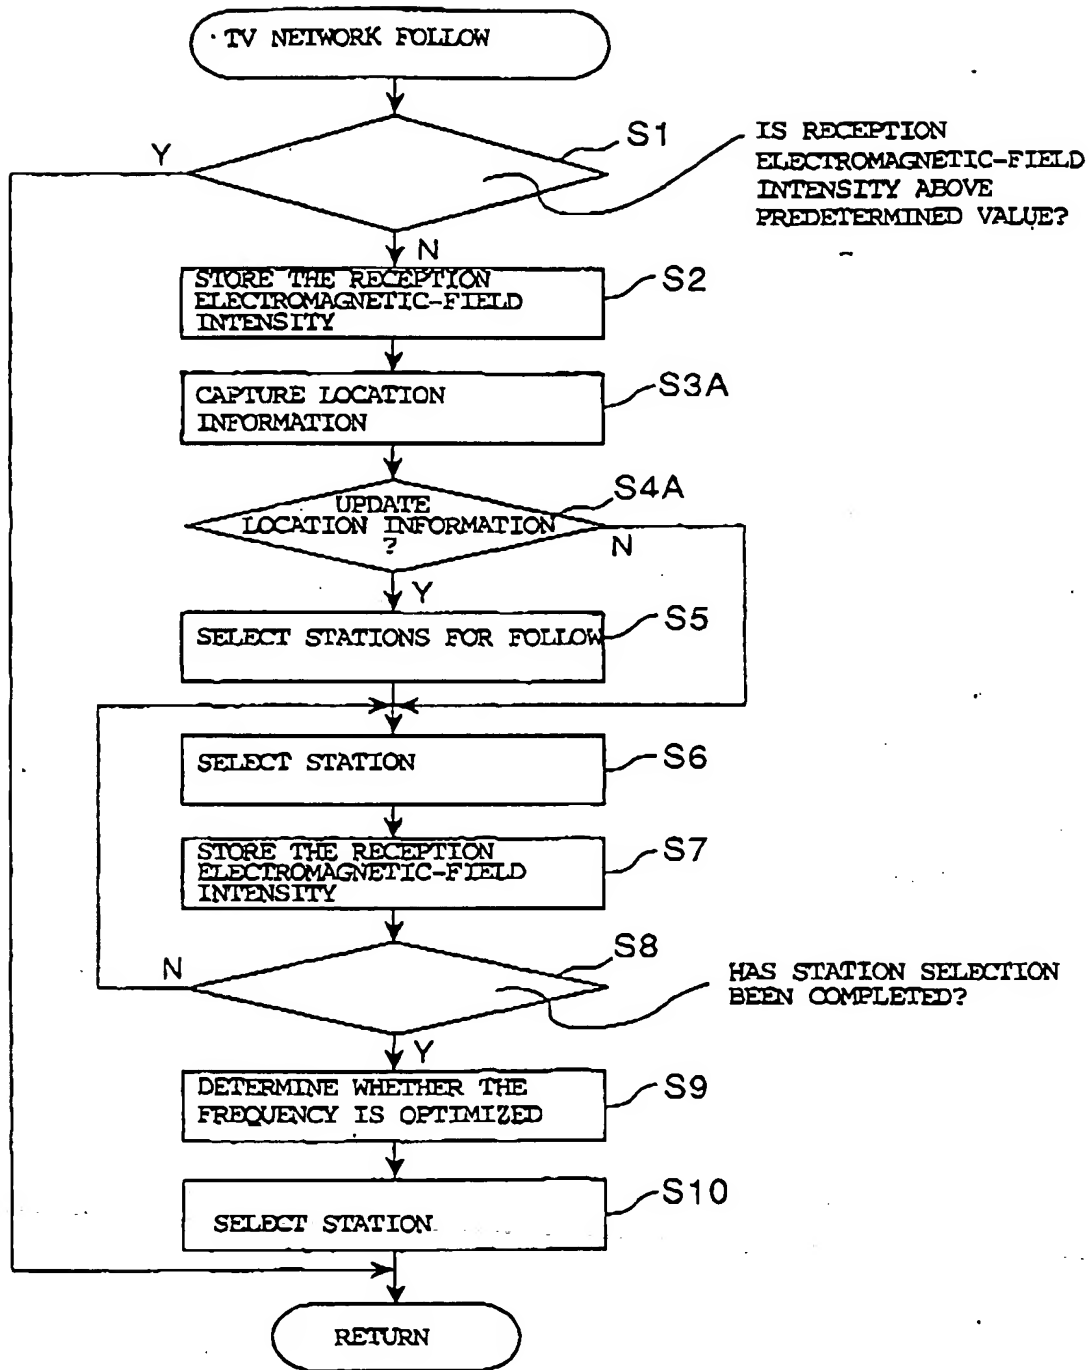 TV NETWORK FOLLOW
S1
Y
IS RECEPTION
ELECTROMAGNETIC-FIELD
INTENSITY ABOVE
PREDETERMINED VALUE?
N
S2
STORE THE RECEPTION
ELECTROMAGNETIC-FIELD
INTENSITY
S3A
CAPTURE LOCATION
INFORMATION
S4A
UPDATE
LOCATION INFORMATION
?
N
Y
S5
SELECT STATIONS FOR FOLLOW
S6
SELECT STATION
S7
STORE THE RECEPTION
ELECTROMAGNETIC-FIELD
INTENSITY
S8
N
HAS STATION SELECTION
BEEN COMPLETED?
Y
S9
DETERMINE WHETHER THE
FREQUENCY IS OPTIMIZED
S10
SELECT STATION
RETURN